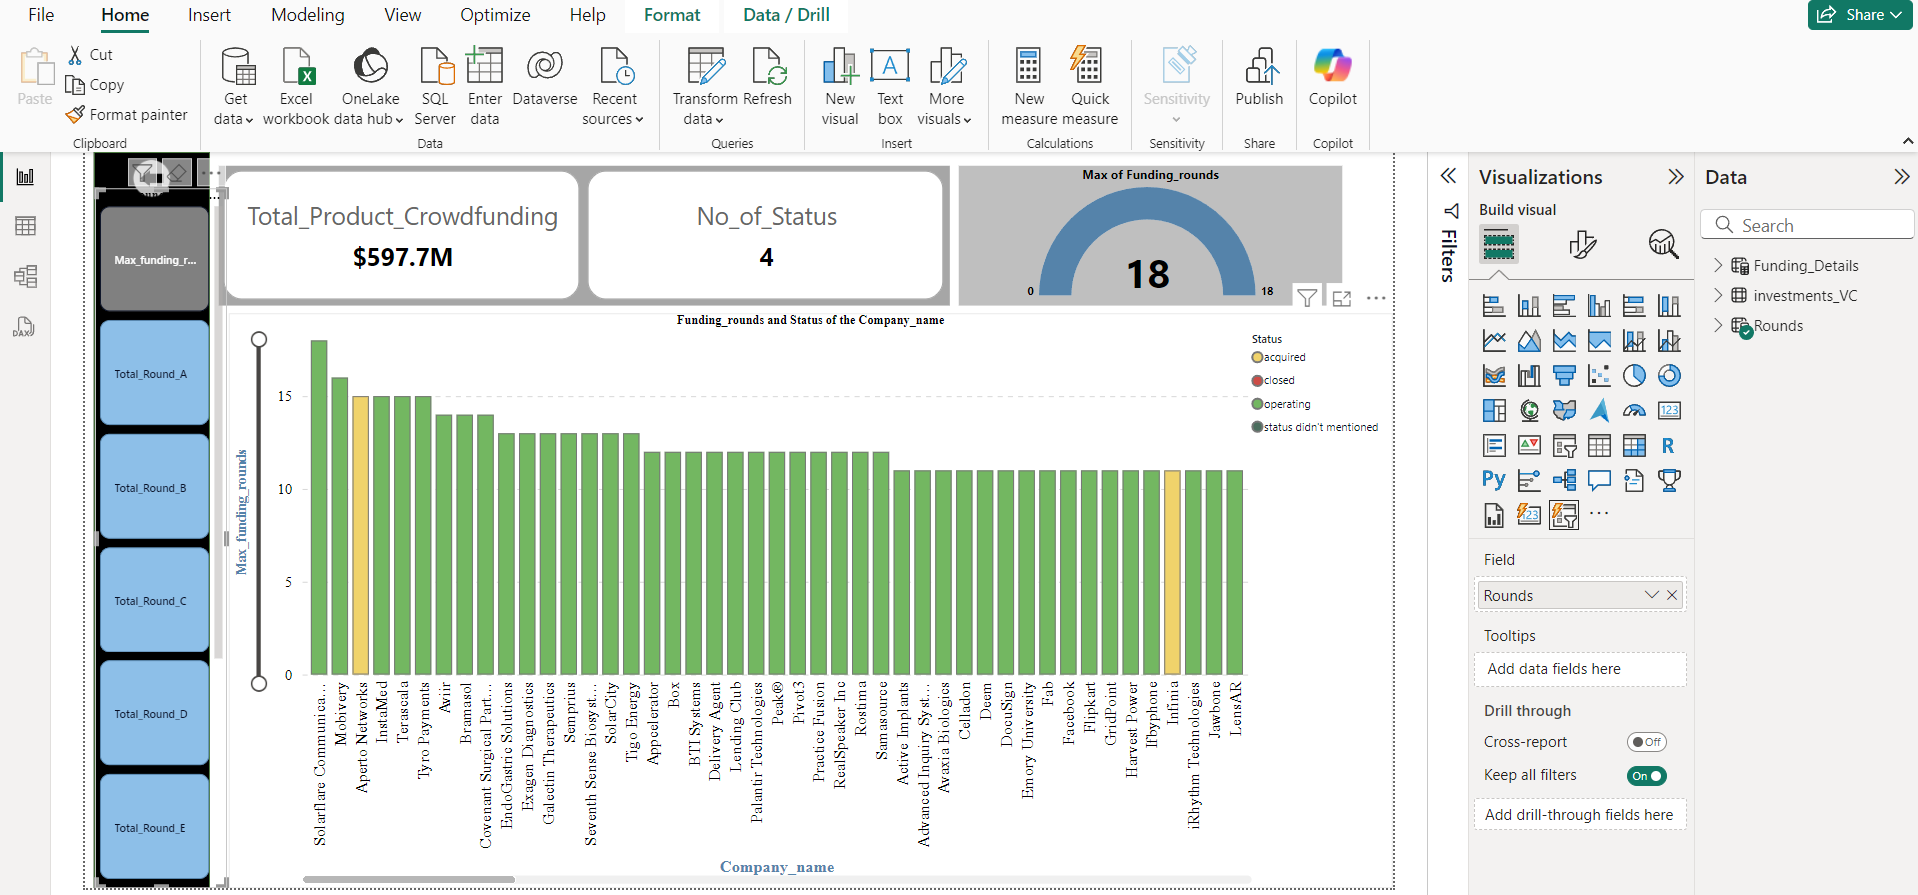 File Home Insert Modeling View Optimize Help Format Data / Drill
Share
Paste
Cut
Copy
Format painter
Clipboard
Get data
Excel workbook
OneLake data hub
SQL Server
Enter data
Dataverse
Recent sources
Data
Transform data
Refresh
Queries
New visual
Text box
More visuals
Insert
New measure
Quick measure
Calculations
Sensitivity
Sensitivity
Publish
Share
Copilot
Copilot
Max_funding_r...
Total_Round_A
Total_Round_B
Total_Round_C
Total_Round_D
Total_Round_E
Total_Product_Crowdfunding
$597.7M
No_of_Status
4
Max of Funding_rounds
18
0
18
Funding_rounds and Status of the Company_name
Status
acquired
closed
operating
status didn't mentioned
Max_funding_rounds
15
10
5
0
Solarflare Communica...
Mobivery
Aperto Networks
InstaMed
Terascala
Tyro Payments
Aviir
Bramasol
Covenant Surgical Part...
EndoGastric Solutions
Exagen Diagnostics
Galectin Therapeutics
Semprius
Seventh Sense Biosyst...
SolarCity
Tigo Energy
Appcelerator
Box
BTI Systems
Delivery Agent
Lending Club
Palantir Technologies
Peak®
Pivot3
Practice Fusion
RealSpeaker Inc
Rostima
Samasource
Active Implants
Advanced Inquiry Syst...
Avaxia Biologics
Celladon
Deem
DocuSign
Emory University
Fab
Facebook
Flipkart
GridPoint
Harvest Power
Ifbyphone
Infinia
iRhythm Technologies
Jawbone
LensAR
Company_name
Filters
Visualizations
Build visual
123
R
Py
123
Field
Rounds
Tooltips
Add data fields here
Drill through
Cross-report
Off
Keep all filters
On
Add drill-through fields here
Data
Search
Funding_Details
investments_VC
Rounds
DAX